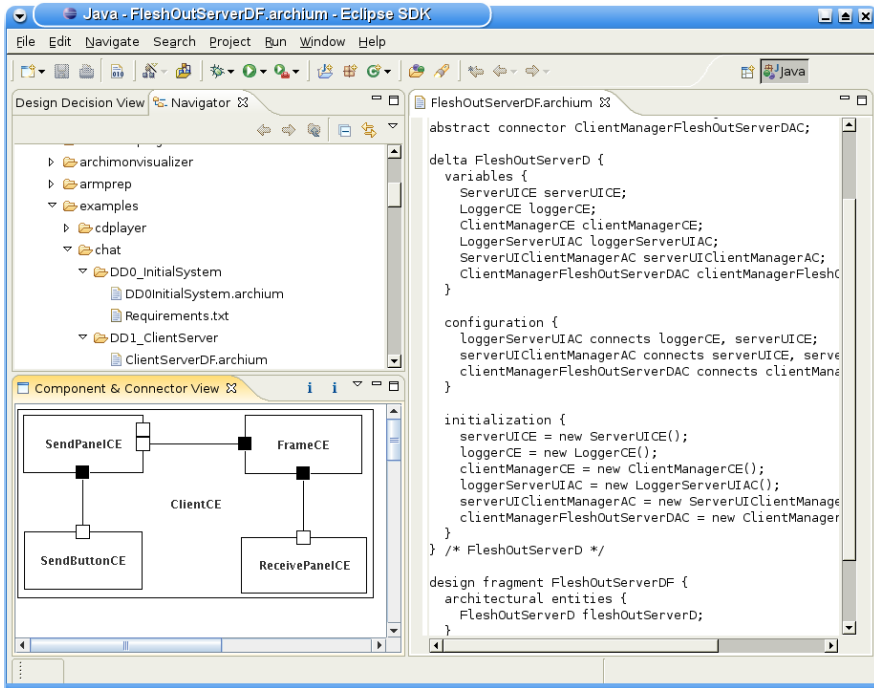 Java - FleshOutServerDF.archium - Eclipse SDK
File Edit Navigate Search Project Run Window Help
Java
Design Decision View Navigator
archimonvisualizer
armprep
examples
cdplayer
chat
DD0_InitialSystem
DD0InitialSystem.archium
Requirements.txt
DD1_ClientServer
ClientServerDF.archium
Component & Connector View
SendPanelCE
FrameCE
ClientCE
SendButtonCE
ReceivePanelCE
FleshOutServerDF.archium
abstract connector ClientManagerFleshOutServerDAC;
delta FleshOutServerD {
variables {
ServerUICE serverUICE;
LoggerCE loggerCE;
ClientManagerCE clientManagerCE;
LoggerServerUIAC loggerServerUIAC;
ServerUIClientManagerAC serverUIClientManagerAC;
ClientManagerFleshOutServerDAC clientManagerFlesh
}
configuration {
loggerServerUIAC connects loggerCE, serverUICE;
serverUIClientManagerAC connects serverUICE, serve
clientManagerFleshOutServerDAC connects clientMana
}
initialization {
serverUICE = new ServerUICE();
loggerCE = new LoggerCE();
clientManagerCE = new ClientManagerCE();
loggerServerUIAC = new LoggerServerUIAC();
serverUIClientManagerAC = new ServerUIClientManage
clientManagerFleshOutServerDAC = new ClientManager
}
} /* FleshOutServerD */
design fragment FleshOutServerDF {
architectural entities {
FleshOutServerD fleshOutServerD;
}